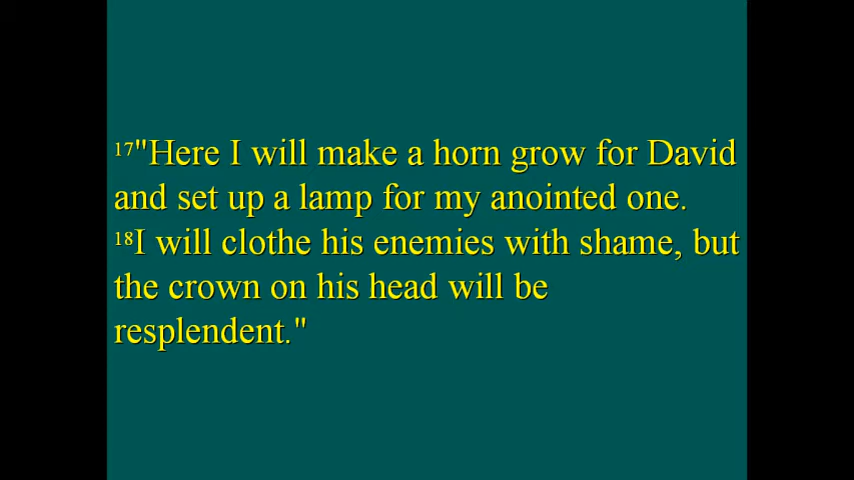 17"Here I will make a horn grow for David
and set up a lamp for my anointed one.
18I will clothe his enemies with shame, but
the crown on his head will be
resplendent."